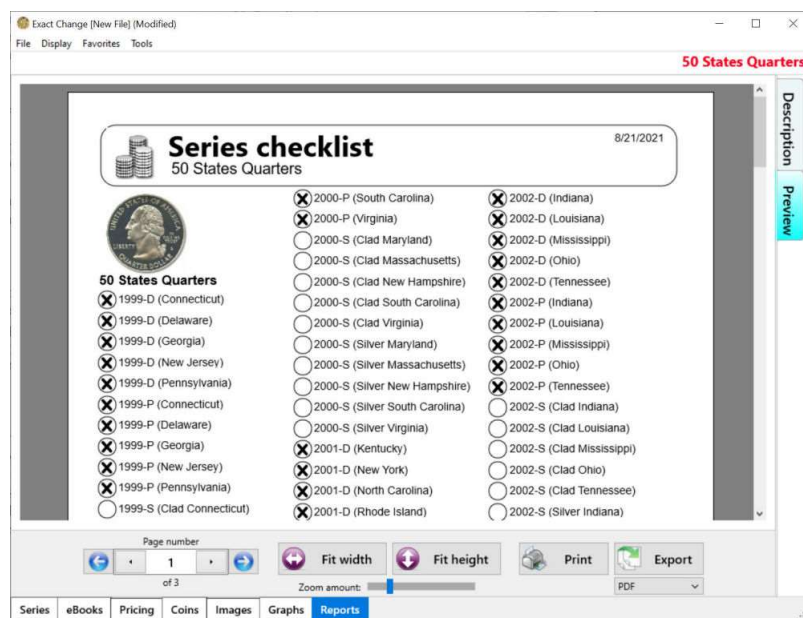 Exact Change [New File] (Modified)
File Display Favorites Tools
50 States Quarters
Series checklist
50 States Quarters
8/21/2021
50 States Quarters
1999-D (Connecticut)
1999-D (Delaware)
1999-D (Georgia)
1999-D (New Jersey)
1999-D (Pennsylvania)
1999-P (Connecticut)
1999-P (Delaware)
1999-P (Georgia)
1999-P (New Jersey)
1999-P (Pennsylvania)
1999-S (Clad Connecticut)
2000-P (South Carolina)
2000-P (Virginia)
2000-S (Clad Maryland)
2000-S (Clad Massachusetts)
2000-S (Clad New Hampshire)
2000-S (Clad South Carolina)
2000-S (Clad Virginia)
2000-S (Silver Maryland)
2000-S (Silver Massachusetts)
2000-S (Silver New Hampshire)
2000-S (Silver South Carolina)
2000-S (Silver Virginia)
2001-D (Kentucky)
2001-D (New York)
2001-D (North Carolina)
2001-D (Rhode Island)
2002-D (Indiana)
2002-D (Louisiana)
2002-D (Mississippi)
2002-D (Ohio)
2002-D (Tennessee)
2002-P (Indiana)
2002-P (Louisiana)
2002-P (Mississippi)
2002-P (Ohio)
2002-P (Tennessee)
2002-S (Clad Indiana)
2002-S (Clad Louisiana)
2002-S (Clad Mississippi)
2002-S (Clad Ohio)
2002-S (Clad Tennessee)
2002-S (Silver Indiana)
Description
Preview
Page number
1
of 3
Fit width
Fit height
Print
Export
Zoom amount:
PDF
Series eBooks Pricing Coins Images Graphs Reports